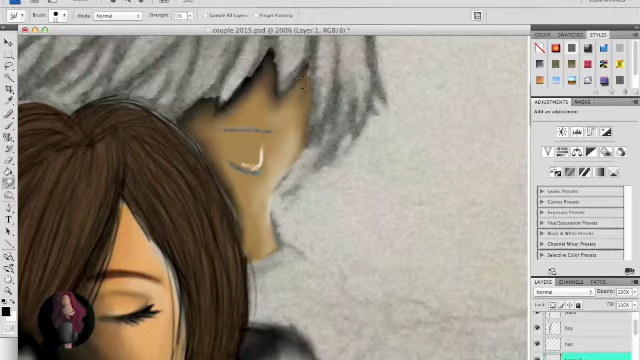 ESSENTIALS
Brush: Mode: Normal Strength: 22% Sample All Layers Finger Painting
couple 2015.psd @ 200% (Layer 1, RGB/8) *
COLOR SWATCHES STYLES
ADJUSTMENTS MASKS
Add an adjustment
Levels Presets
Curves Presets
Exposure Presets
Hue/Saturation Presets
Black & White Presets
Channel Mixer Presets
Selective Color Presets
LAYERS CHANNELS PATHS
Normal Opacity: 100%
Lock: Fill: 100%
boy
hair